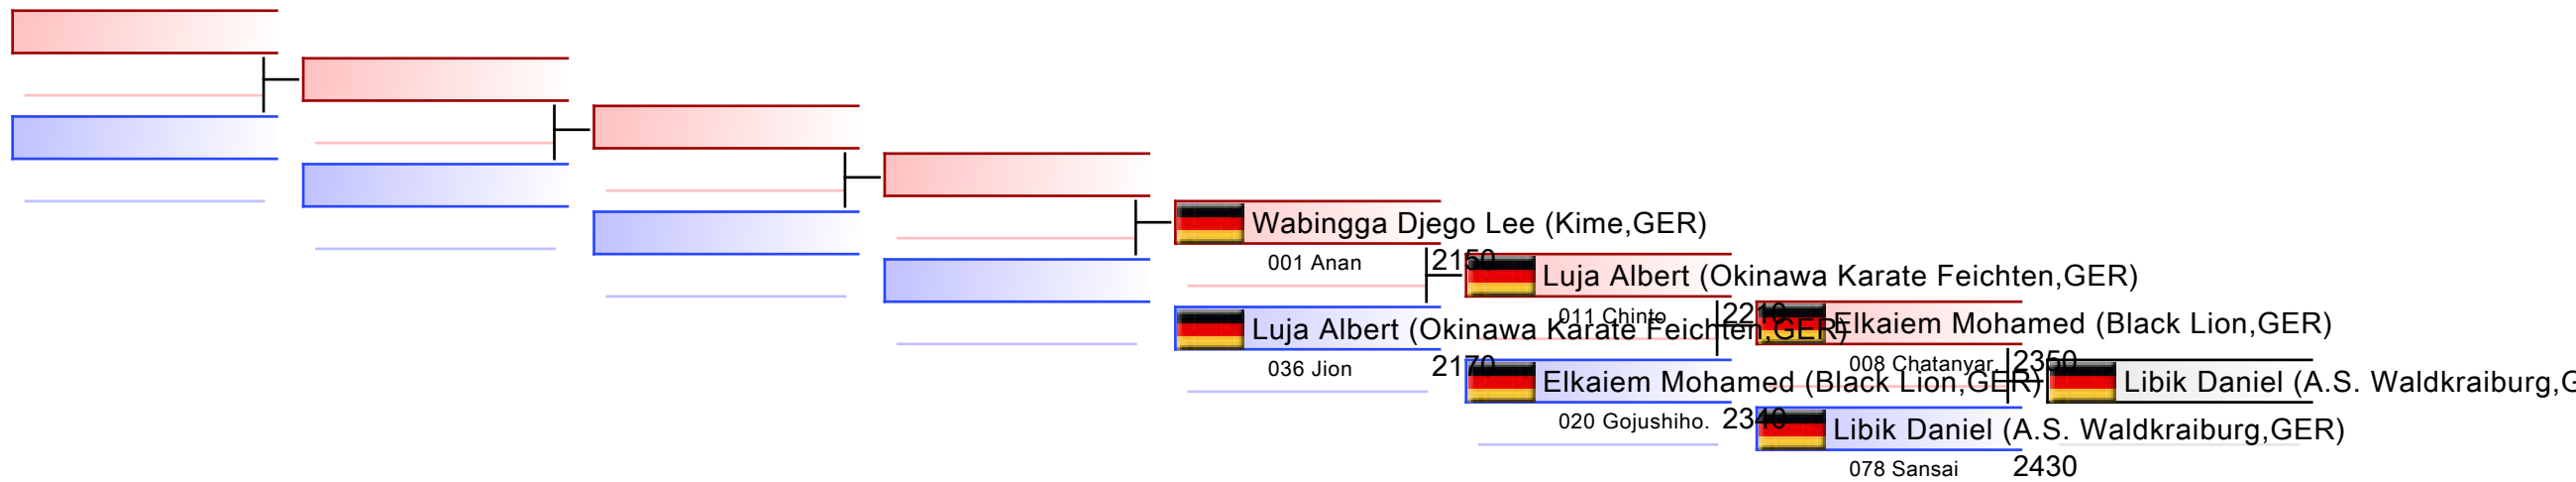 Wabingga Djego Lee (Kime,GER)
001 Anan 2150
Luja Albert (Okinawa Karate Feichten,GER)
036 Jion 2170
Luja Albert (Okinawa Karate Feichten,GER)
011 Chinto 2210
Elkaiem Mohamed (Black Lion,GER)
020 Gojushiho. 2340
Elkaiem Mohamed (Black Lion,GER)
008 Chatanyar. 2350
Libik Daniel (A.S. Waldkraiburg,GER)
078 Sansai 2430
Libik Daniel (A.S. Waldkraiburg,G